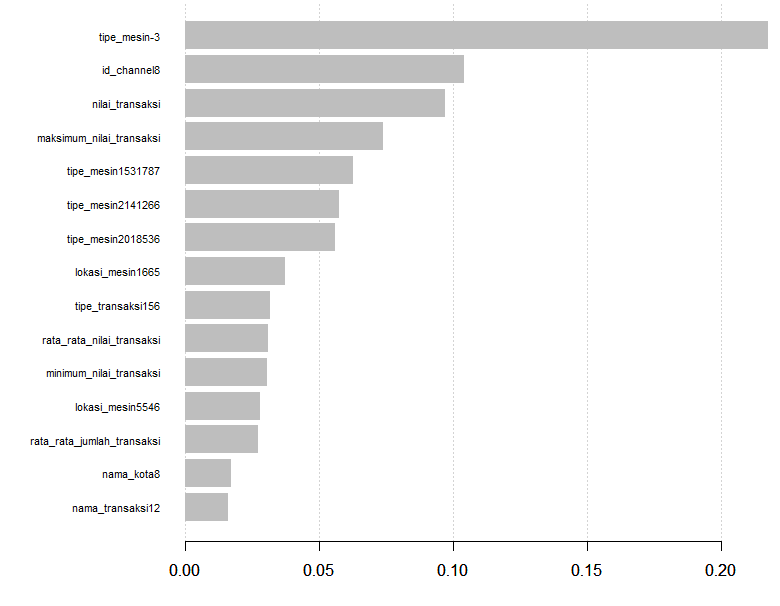 tipe_mesin-3
id_channel8
nilai_transaksi
maksimum_nilai_transaksi
tipe_mesin1531787
tipe_mesin2141266
tipe_mesin2018536
lokasi_mesin1665
tipe_transaksi156
rata_rata_nilai_transaksi
minimum_nilai_transaksi
lokasi_mesin5546
rata_rata_jumlah_transaksi
nama_kota8
nama_transaksi12
0.00 0.05 0.10 0.15 0.20